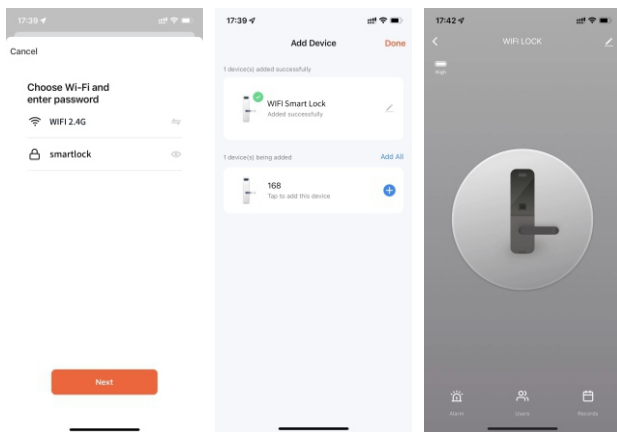 17:39
Cancel
Choose Wi-Fi and
enter password
WIFI 2.4G
smartlock
Next
17:39
Add Device
Done
1 device(s) added successfully
WIFI Smart Lock
Added successfully
1 device(s) being added
Add All
168
Tap to add this device
17:42
WIFI LOCK
High
Alarm
Users
Records